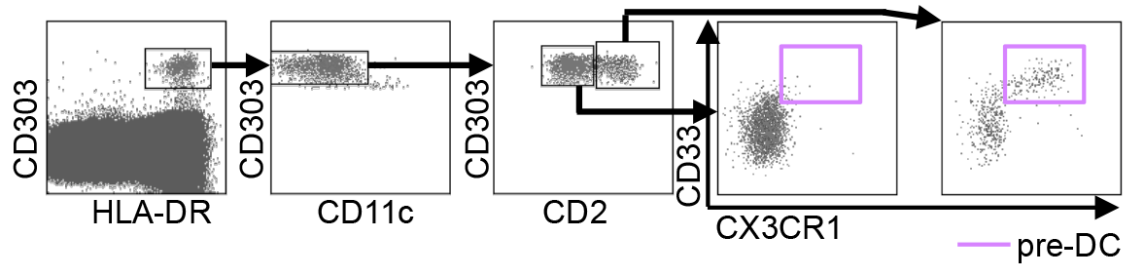 CD303
HLA-DR
CD303
CD11c
CD303
CD2
CD33
CX3CR1
pre-DC